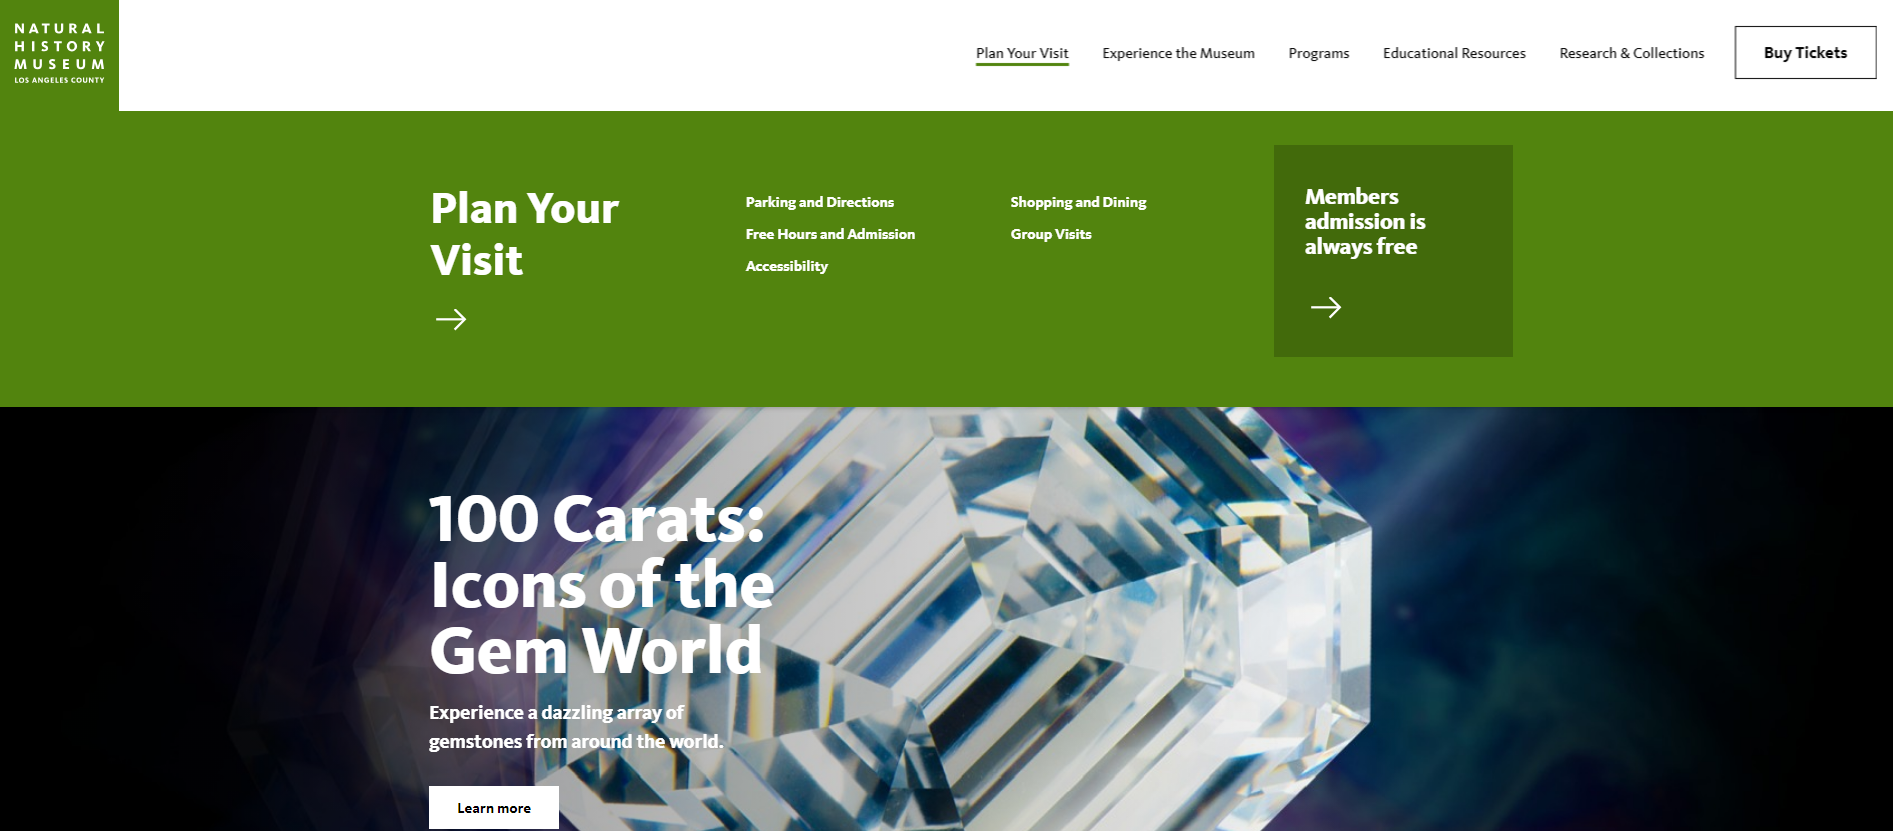 NATURAL
HISTORY
MUSEUM
LOS ANGELES COUNTY
Plan Your Visit
Experience the Museum
Programs
Educational Resources
Research & Collections
Buy Tickets
Plan Your
Visit
Parking and Directions
Free Hours and Admission
Accessibility
Shopping and Dining
Group Visits
Members
admission is
always free
100 Carats:
Icons of the
Gem World
Experience a dazzling array of
gemstones from around the world.
Learn more